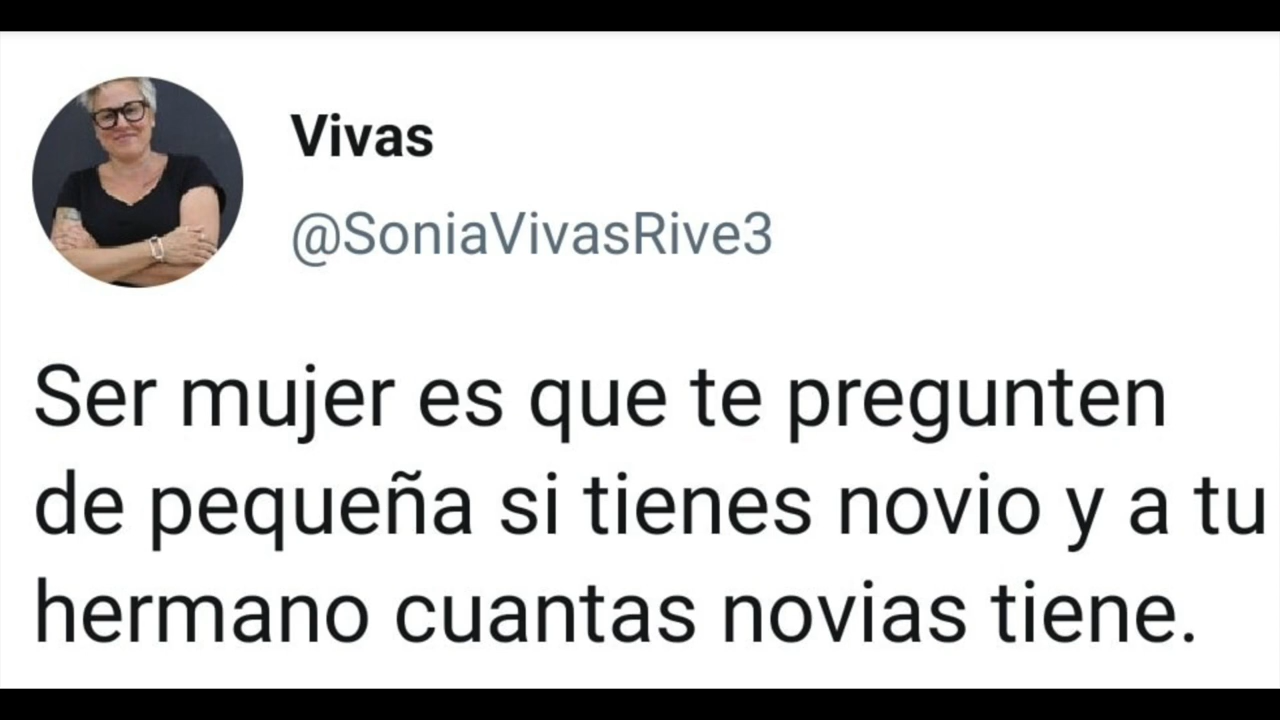 Vivas
@SoniaVivasRive3
Ser mujer es que te pregunten
de pequeña si tienes novio y a tu
hermano cuantas novias tiene.